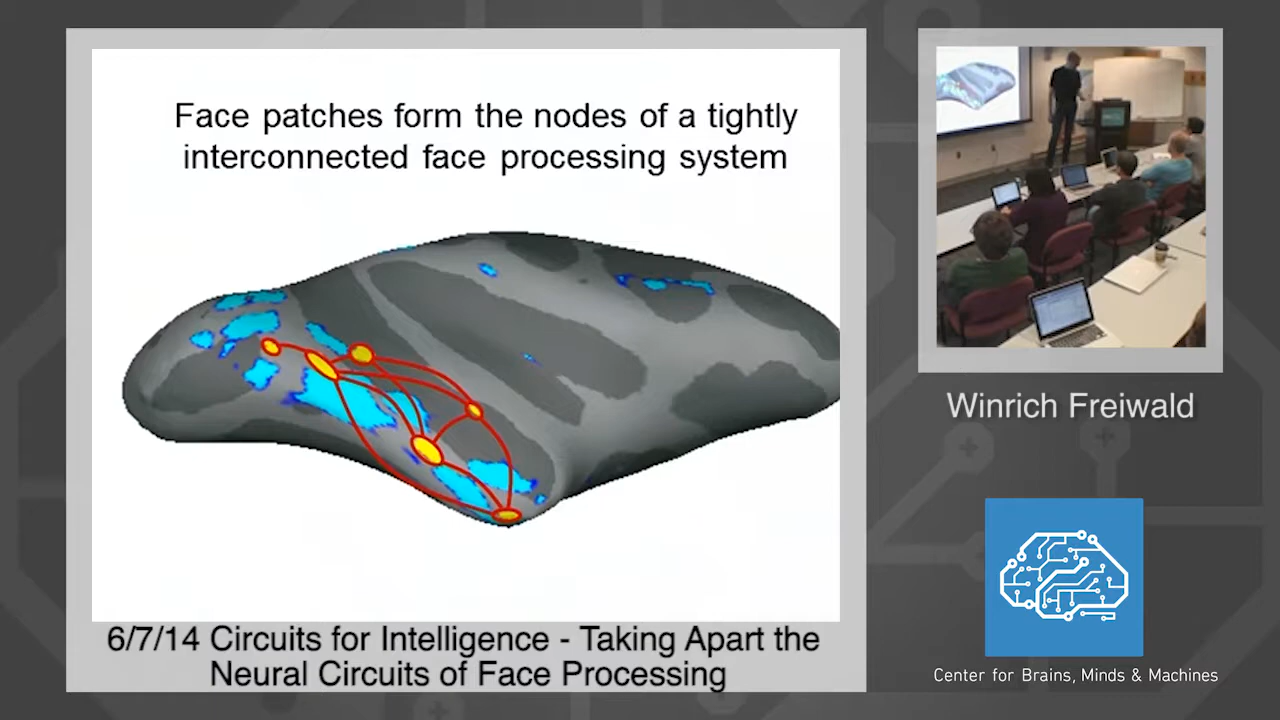 Face patches form the nodes of a tightly
interconnected face processing system
6/7/14 Circuits for Intelligence - Taking Apart the
Neural Circuits of Face Processing
Winrich Freiwald
Center for Brains, Minds & Machines